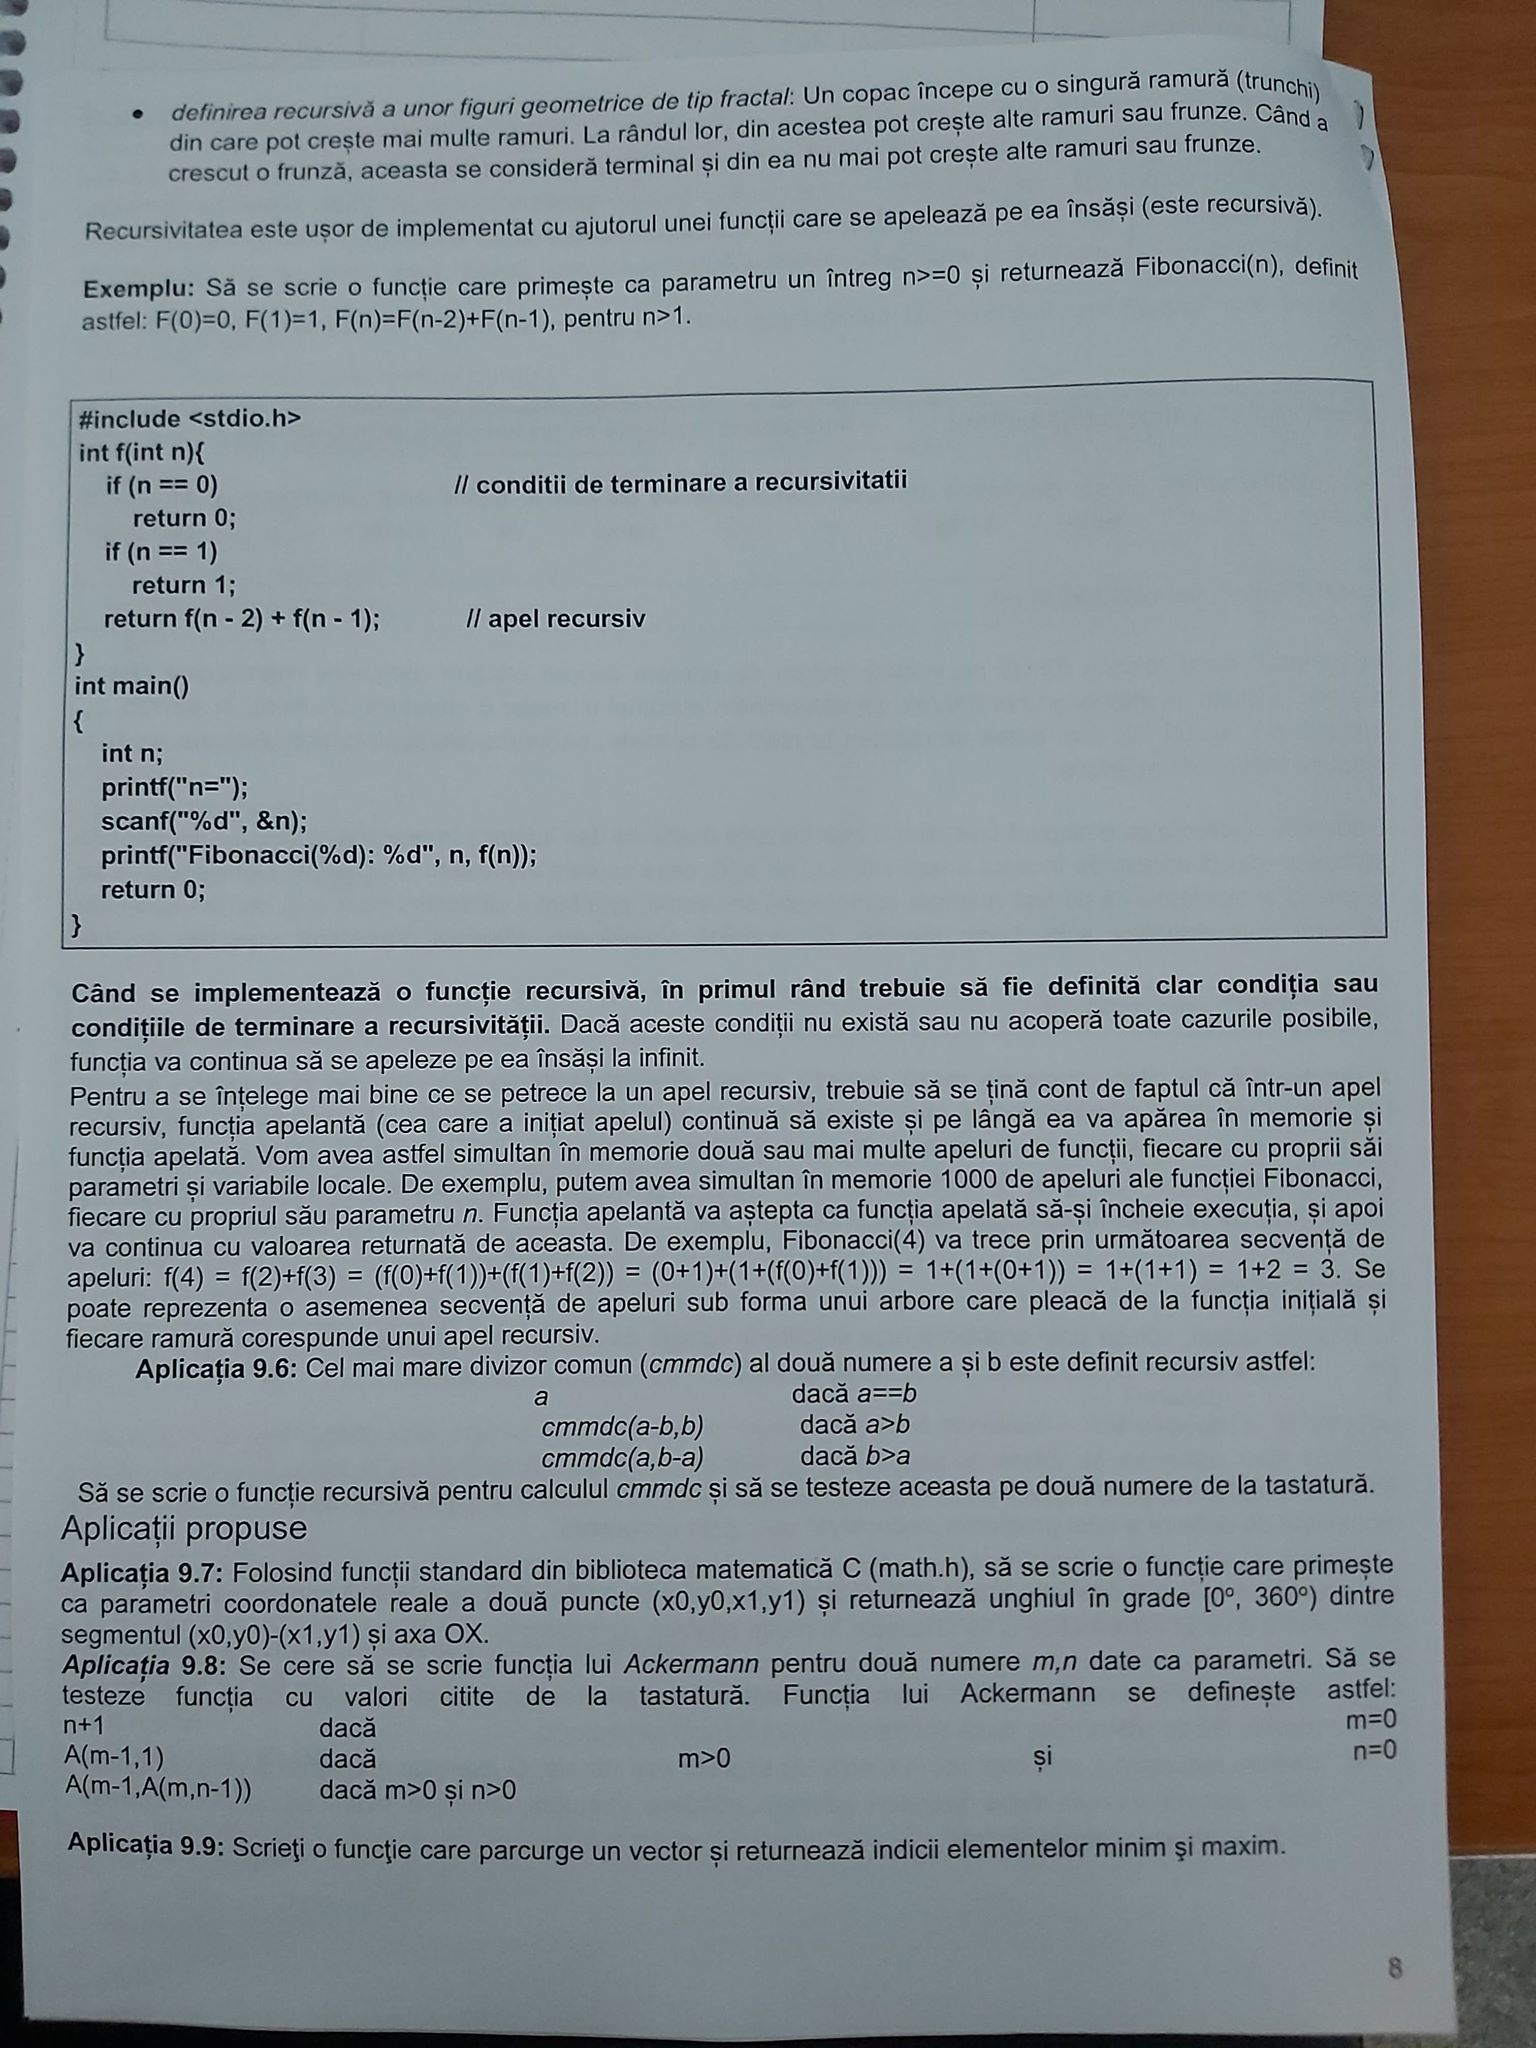 • definirea recursivă a unor figuri geometrice de tip fractal: Un copac începe cu o singură ramură (trunchi)
din care pot crește mai multe ramuri. La rândul lor, din acestea pot crește alte ramuri sau frunze. Când a
crescut o frunză, aceasta se consideră terminal și din ea nu mai pot crește alte ramuri sau frunze.
Recursivitatea este ușor de implementat cu ajutorul unei funcții care se apelează pe ea însăși (este recursivă).
Exemplu: Să se scrie o funcție care primește ca parametru un întreg n>=0 și returnează Fibonacci(n), definit
astfel: F(0)=0, F(1)=1, F(n)=F(n-2)+F(n-1), pentru n>1.
#include <stdio.h>
int f(int n){
if (n == 0) // conditii de terminare a recursivitatii
return 0;
if (n == 1)
return 1;
return f(n - 2) + f(n - 1); // apel recursiv
}
int main()
{
int n;
printf("n=");
scanf("%d", &n);
printf("Fibonacci(%d): %d", n, f(n));
return 0;
}
Când se implementează o funcție recursivă, în primul rând trebuie să fie definită clar condiția sau
condițiile de terminare a recursivității. Dacă aceste condiții nu există sau nu acoperă toate cazurile posibile,
funcția va continua să se apeleze pe ea însăși la infinit.
Pentru a se înțelege mai bine ce se petrece la un apel recursiv, trebuie să se țină cont de faptul că într-un apel
recursiv, funcția apelantă (cea care a inițiat apelul) continuă să existe și pe lângă ea va apărea în memorie și
funcția apelată. Vom avea astfel simultan în memorie două sau mai multe apeluri de funcții, fiecare cu proprii săi
parametri și variabile locale. De exemplu, putem avea simultan în memorie 1000 de apeluri ale funcției Fibonacci,
fiecare cu propriul său parametru n. Funcția apelantă va aștepta ca funcția apelată să-și încheie execuția, și apoi
va continua cu valoarea returnată de aceasta. De exemplu, Fibonacci(4) va trece prin următoarea secvență de
apeluri: f(4) = f(2)+f(3) = (f(0)+f(1))+(f(1)+f(2)) = (0+1)+(1+(f(0)+f(1))) = 1+(1+(0+1)) = 1+(1+1) = 1+2 = 3. Se
poate reprezenta o asemenea secvență de apeluri sub forma unui arbore care pleacă de la funcția inițială și
fiecare ramură corespunde unui apel recursiv.
Aplicația 9.6: Cel mai mare divizor comun (cmmdc) al două numere a și b este definit recursiv astfel:
a dacă a==b
cmmdc(a-b,b) dacă a>b
cmmdc(a,b-a) dacă b>a
Să se scrie o funcție recursivă pentru calculul cmmdc și să se testeze aceasta pe două numere de la tastatură.
Aplicații propuse
Aplicația 9.7: Folosind funcții standard din biblioteca matematică C (math.h), să se scrie o funcție care primește
ca parametri coordonatele reale a două puncte (x0,y0,x1,y1) și returnează unghiul în grade [0º, 360º) dintre
segmentul (x0,y0)-(x1,y1) și axa OX.
Aplicația 9.8: Se cere să se scrie funcția lui Ackermann pentru două numere m,n date ca parametri. Să se
testeze funcția cu valori citite de la tastatură. Funcția lui Ackermann se definește astfel:
n+1 dacă m=0
A(m-1,1) dacă m>0 și n=0
A(m-1,A(m,n-1)) dacă m>0 și n>0
Aplicația 9.9: Scrieţi o funcţie care parcurge un vector și returnează indicii elementelor minim şi maxim.
8